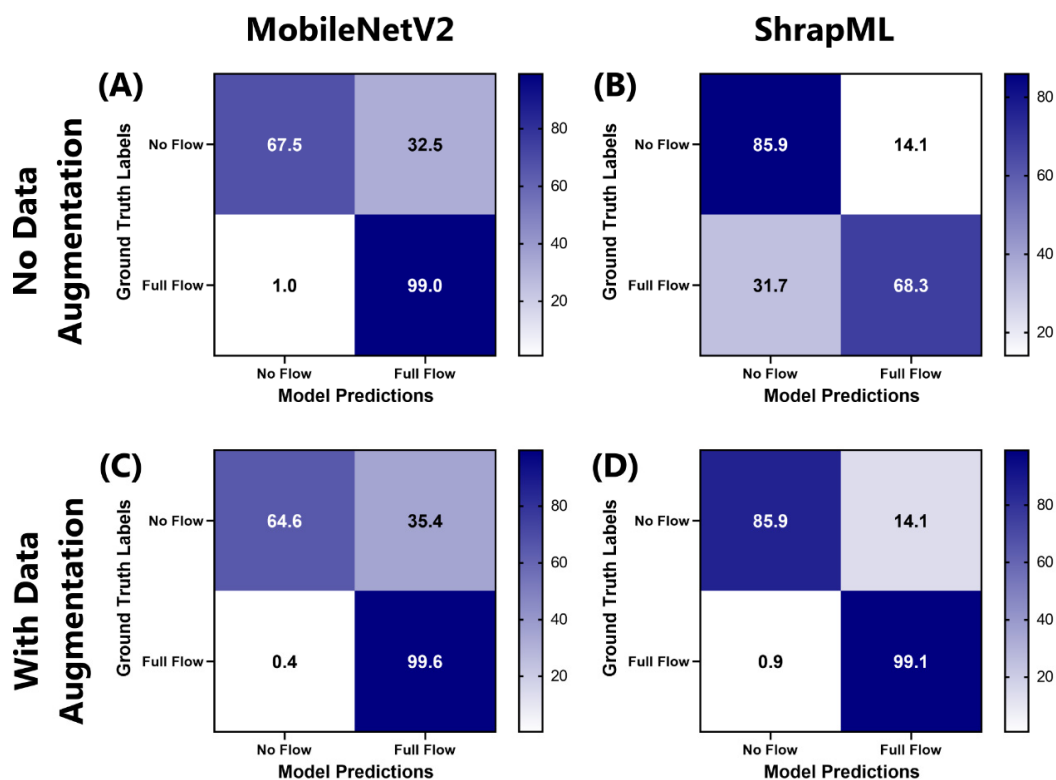 MobileNetV2
ShrapML
No Data
Augmentation
(A)
Ground Truth Labels
No Flow
67.5
32.5
Full Flow
1.0
99.0
No Flow
Full Flow
Model Predictions
80
60
40
20
(B)
Ground Truth Labels
No Flow
85.9
14.1
Full Flow
31.7
68.3
No Flow
Full Flow
Model Predictions
80
60
40
20
With Data
Augmentation
(C)
Ground Truth Labels
No Flow
64.6
35.4
Full Flow
0.4
99.6
No Flow
Full Flow
Model Predictions
80
60
40
20
(D)
Ground Truth Labels
No Flow
85.9
14.1
Full Flow
0.9
99.1
No Flow
Full Flow
Model Predictions
80
60
40
20